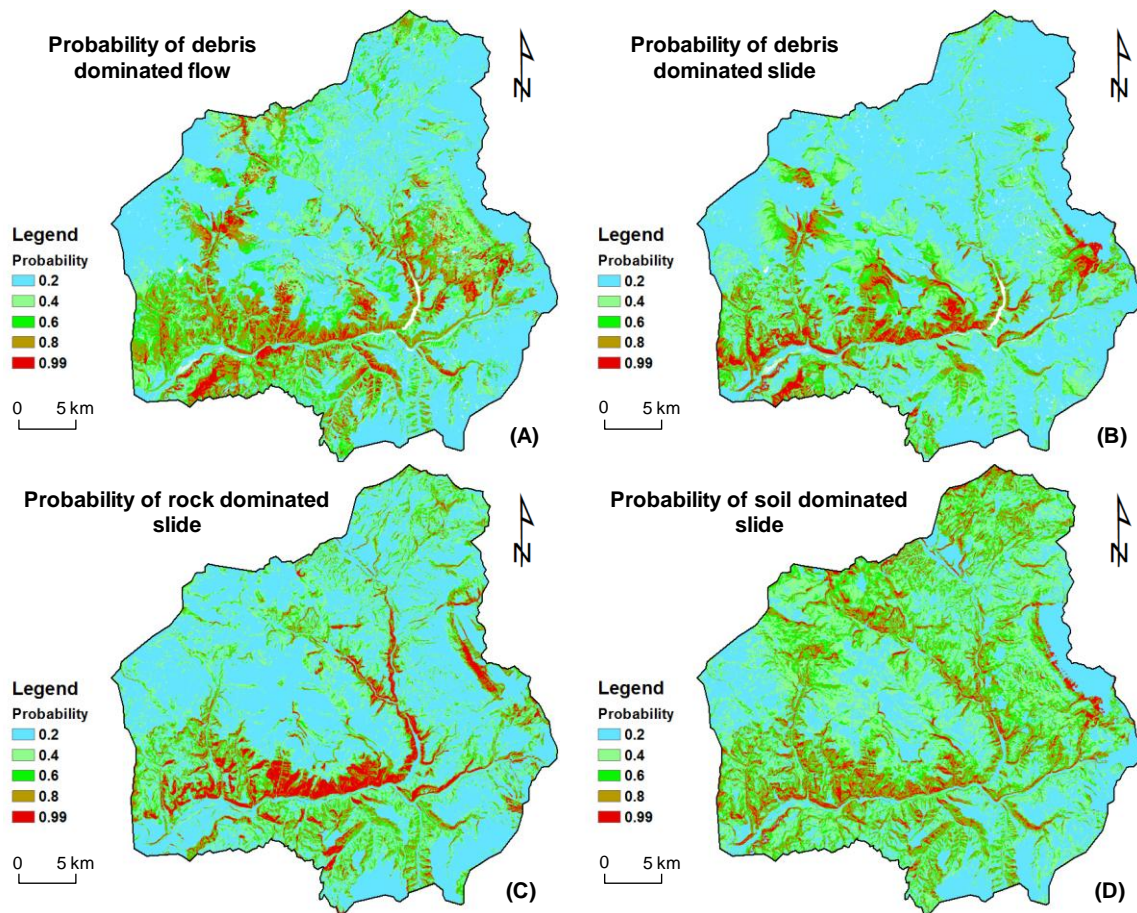 Probability of debris
dominated flow
N
Legend
Probability
0.2
0.4
0.6
0.8
0.99
0 5 km
(A)
Probability of debris
dominated slide
N
Legend
Probability
0.2
0.4
0.6
0.8
0.99
0 5 km
(B)
Probability of rock dominated
slide
N
Legend
Probability
0.2
0.4
0.6
0.8
0.99
0 5 km
(C)
Probability of soil dominated
slide
N
Legend
Probability
0.2
0.4
0.6
0.8
0.99
0 5 km
(D)